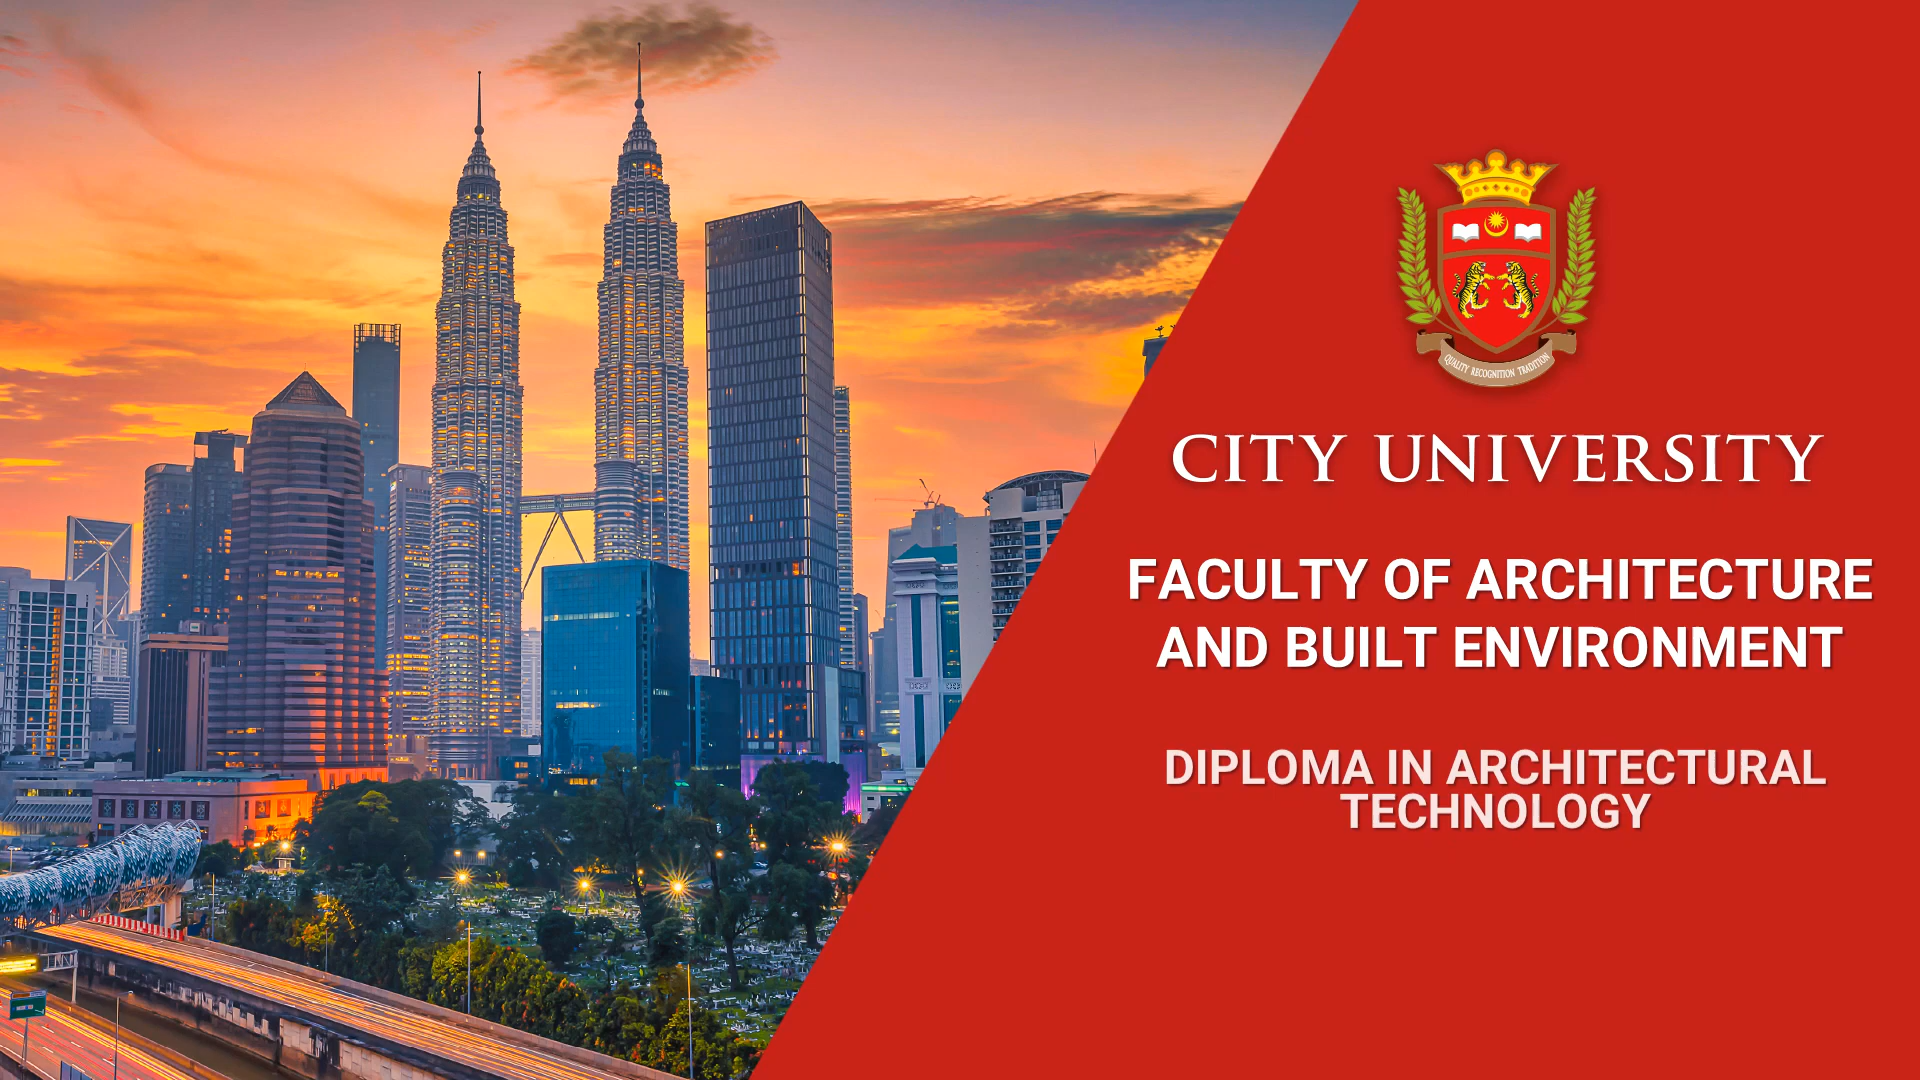 QUALITY RECOGNITION TRADITION
CITY UNIVERSITY
FACULTY OF ARCHITECTURE
AND BUILT ENVIRONMENT
DIPLOMA IN ARCHITECTURAL
TECHNOLOGY